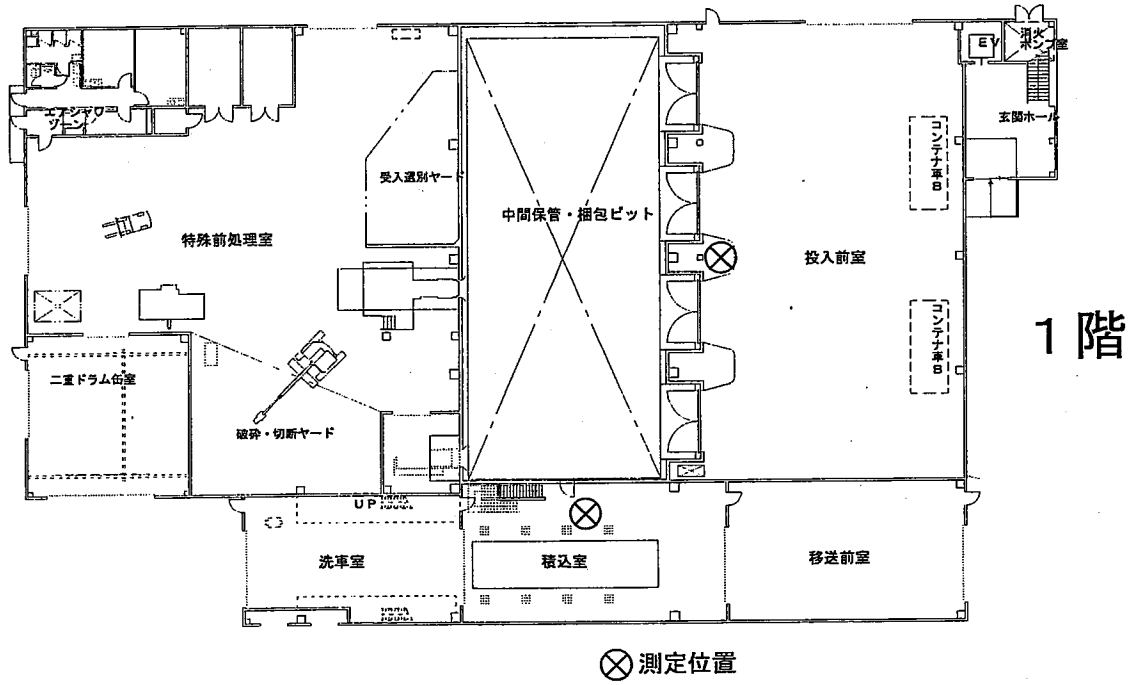 EV
消火
ポンプ室
エアシャワ
ゾーン
玄関ホール
コンテナ車8
受入選別ヤード
中間保管・梱包ピット
特殊前処理室
投入前室
コンテナ車8
1階
二重ドラム缶室
破砕・切断ヤード
UP
洗車室
積込室
移送前室
測定位置